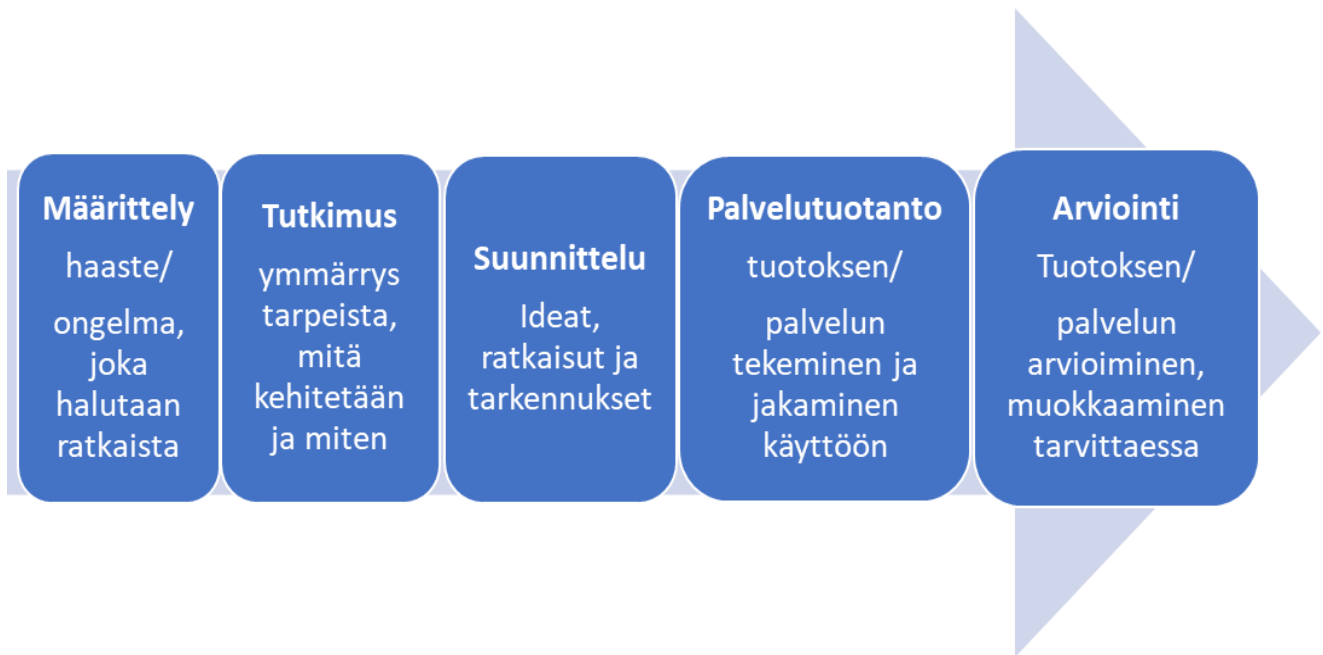 Määrittely
haaste/
ongelma,
joka
halutaan
ratkaista
Tutkimus
ymmärrys
tarpeista,
mitä
kehitetään
ja miten
Suunnittelu
Ideat,
ratkaisut ja
tarkennukset
Palvelutuotanto
tuotoksen/
palvelun
tekeminen ja
jakaminen
käyttöön
Arviointi
Tuotoksen/
palvelun
arvioiminen,
muokkaaminen
tarvittaessa